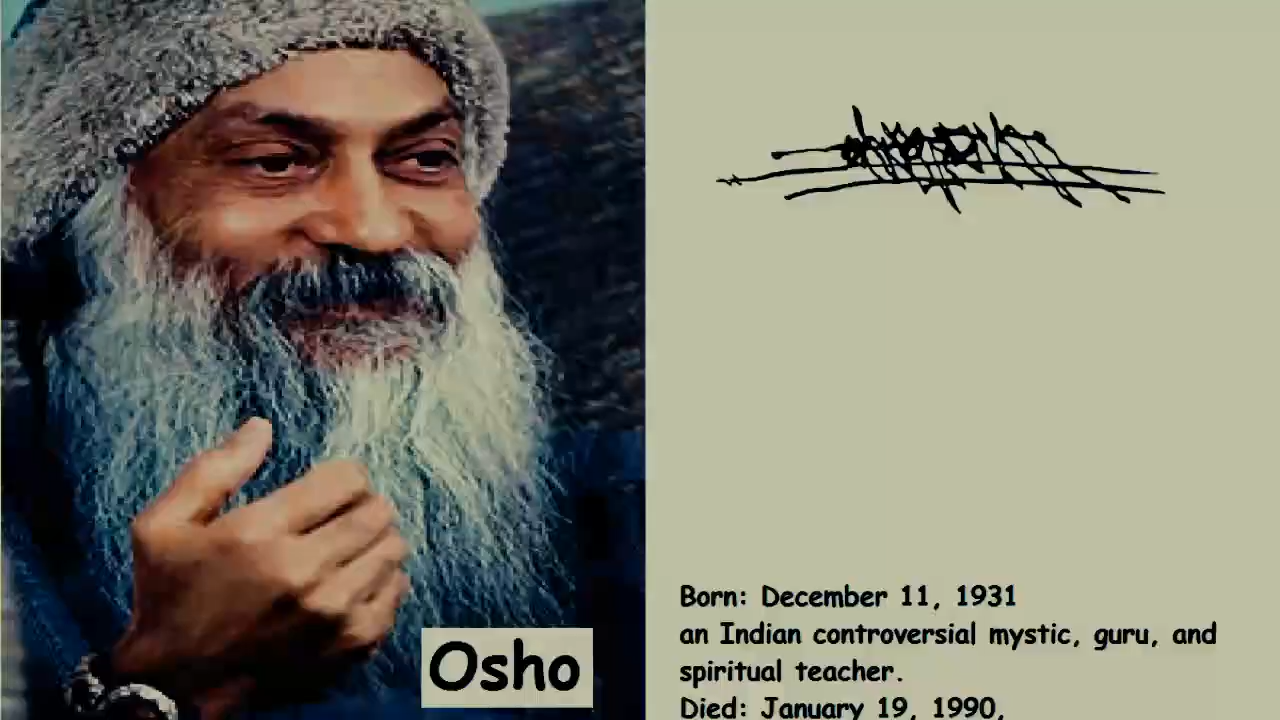 Osho
Born: December 11, 1931
an Indian controversial mystic, guru, and
spiritual teacher.
Died: January 19, 1990,